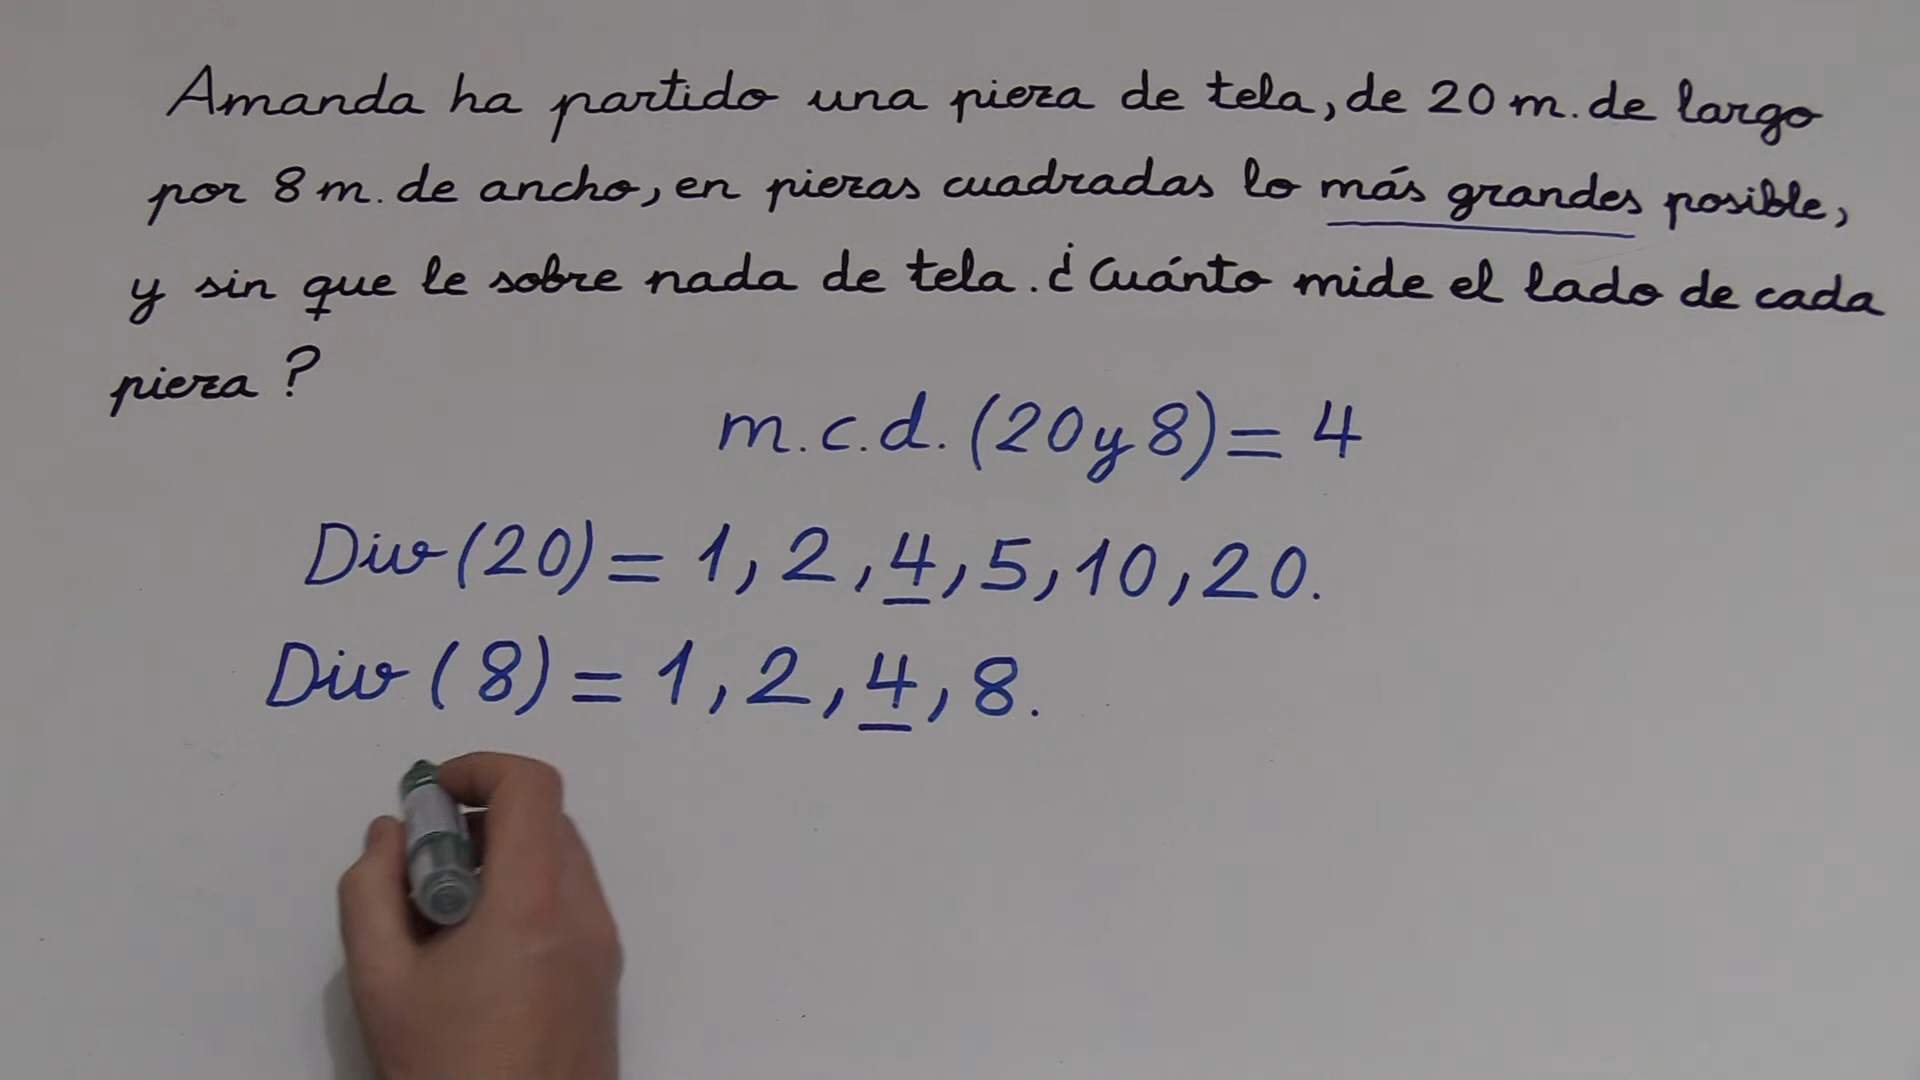 Amanda ha partido una pieza de tela, de 20 m. de largo
por 8 m. de ancho, en piezas cuadradas lo más grandes posible,
y sin que le sobre nada de tela. ¿Cuánto mide el lado de cada
pieza?
m.c.d. (20 y 8) = 4
Div (20) = 1, 2, 4, 5, 10, 20.
Div (8) = 1, 2, 4, 8.